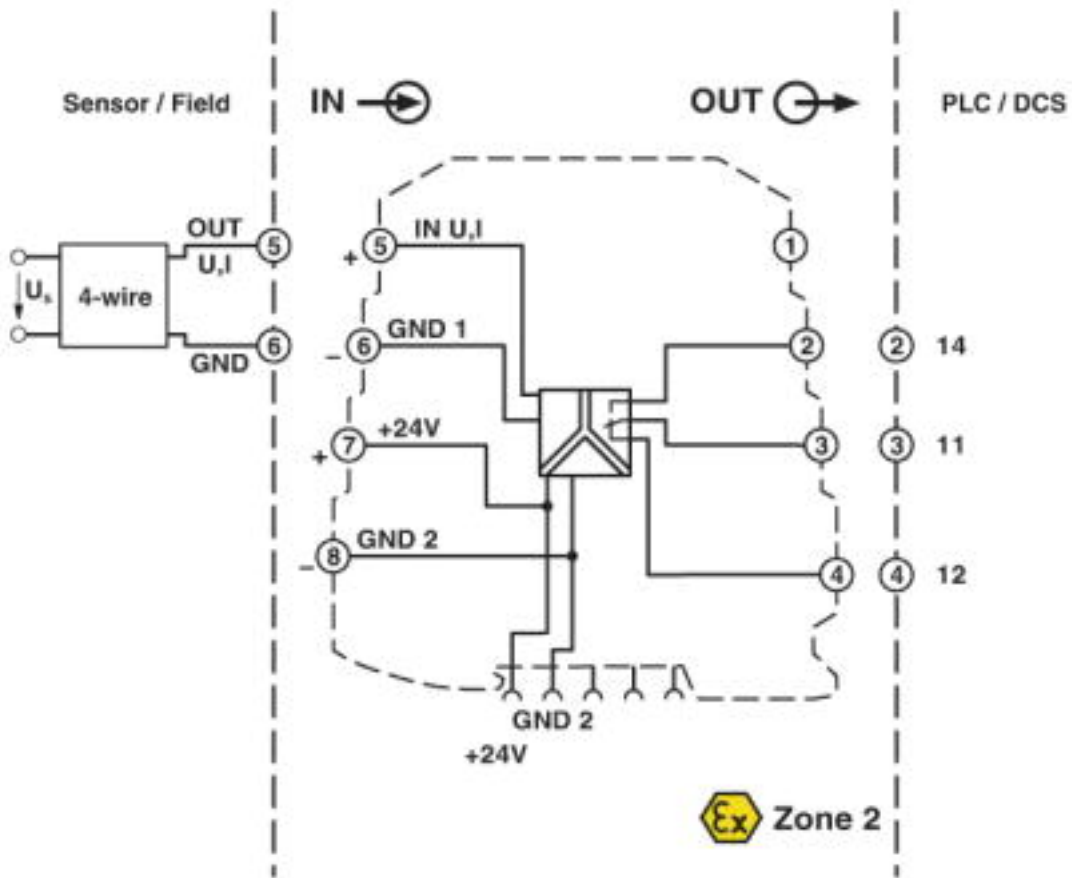 Sensor / Field
IN
OUT
PLC / DCS
OUT
5
5
IN U,I
1
U,I
+
Us
4-wire
6
6
GND 1
2
2
14
GND
–
7
+24V
3
3
11
+
8
GND 2
4
4
12
–
GND 2
+24V
Ex
Zone 2